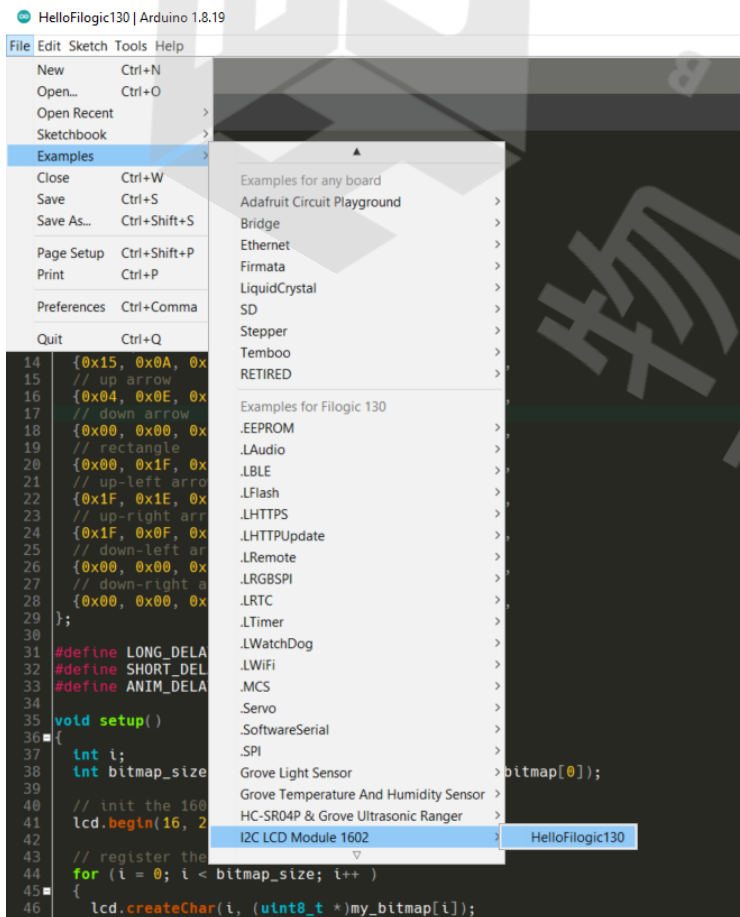 HelloFilogic130 | Arduino 1.8.19
File Edit Sketch Tools Help
New Ctrl+N
Open... Ctrl+O
Open Recent
Sketchbook
Examples
Close Ctrl+W
Save Ctrl+S
Save As... Ctrl+Shift+S
Page Setup Ctrl+Shift+P
Print Ctrl+P
Preferences Ctrl+Comma
Quit Ctrl+Q
Examples for any board
Adafruit Circuit Playground
Bridge
Ethernet
Firmata
LiquidCrystal
SD
Stepper
Temboo
RETIRED
Examples for Filogic 130
.EEPROM
.LAudio
.LBLE
.LFlash
.LHTTPS
.LHTTPUpdate
.LRemote
.LRGBSPI
.LRTC
.LTimer
.LWatchDog
.LWiFi
.MCS
.Servo
.SoftwareSerial
.SPI
Grove Light Sensor
Grove Temperature And Humidity Sensor
HC-SR04P & Grove Ultrasonic Ranger
I2C LCD Module 1602
HelloFilogic130
14 {0x15, 0x0A, 0x
15 // up arrow
16 {0x04, 0x0E, 0x
17 // down arrow
18 {0x00, 0x00, 0x
19 // rectangle
20 {0x00, 0x1F, 0x
21 // up-left arro
22 {0x1F, 0x1E, 0x
23 // up-right arr
24 {0x1F, 0x0F, 0x
25 // down-left ar
26 {0x00, 0x00, 0x
27 // down-right a
28 {0x00, 0x00, 0x
29 };
30
31 #define LONG_DELA
32 #define SHORT_DEL
33 #define ANIM_DELA
34
35 void setup()
36 {
37 int i;
38 int bitmap_size bitmap[0]);
39
40 // init the 160
41 lcd.begin(16, 2
42
43 // register the
44 for (i = 0; i < bitmap_size; i++ )
45 {
46 lcd.createChar(i, (uint8_t *)my_bitmap[i]);
物